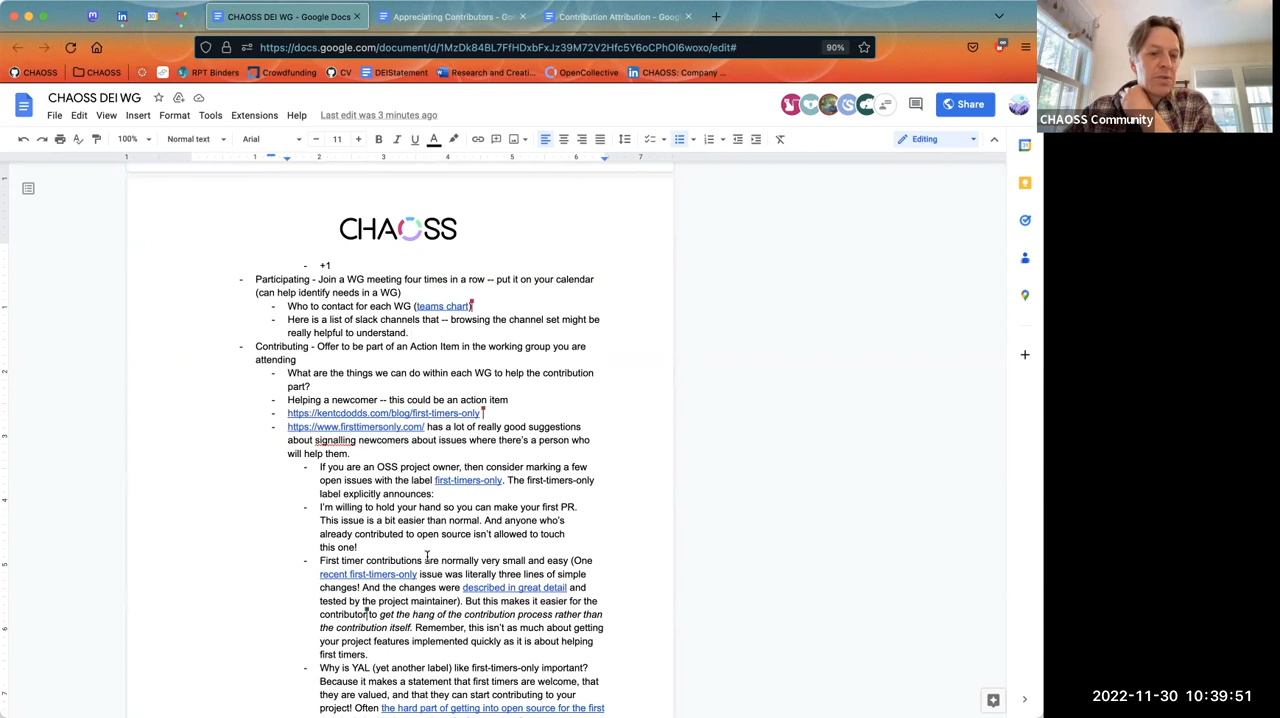 CHAOSS DEI WG - Google Docs
Appreciating Contributors - Go
Contribution Attribution - Goog
https://docs.google.com/document/d/1MzDk84BL7FfHDxbFxJz39M72V2Hfc5Y6oCPhOl6woxo/edit#
90%
CHAOSS
CHAOSS
RPT Binders
Crowdfunding
CV
DEIStatement
Research and Creati...
OpenCollective
CHAOSS: Company ...
CHAOSS DEI WG
File Edit View Insert Format Tools Extensions Help Last edit was 3 minutes ago
Share
100% Normal text Arial 11 Editing
CHAOSS
- +1
- Participating - Join a WG meeting four times in a row -- put it on your calendar
(can help identify needs in a WG)
- Who to contact for each WG (teams chart)
- Here is a list of slack channels that -- browsing the channel set might be
really helpful to understand.
- Contributing - Offer to be part of an Action Item in the working group you are
attending
- What are the things we can do within each WG to help the contribution
part?
- Helping a newcomer -- this could be an action item
- https://kentcdodds.com/blog/first-timers-only
- https://www.firsttimersonly.com/ has a lot of really good suggestions
about signalling newcomers about issues where there's a person who
will help them.
- If you are an OSS project owner, then consider marking a few
open issues with the label first-timers-only. The first-timers-only
label explicitly announces:
- I'm willing to hold your hand so you can make your first PR.
This issue is a bit easier than normal. And anyone who's
already contributed to open source isn't allowed to touch
this one!
- First timer contributions are normally very small and easy (One
recent first-timers-only issue was literally three lines of simple
changes! And the changes were described in great detail and
tested by the project maintainer). But this makes it easier for the
contributor to get the hang of the contribution process rather than
the contribution itself. Remember, this isn't as much about getting
your project features implemented quickly as it is about helping
first timers.
- Why is YAL (yet another label) like first-timers-only important?
Because it makes a statement that first timers are welcome, that
they are valued, and that they can start contributing to your
project! Often the hard part of getting into open source for the first
CHAOSS Community
2022-11-30 10:39:51